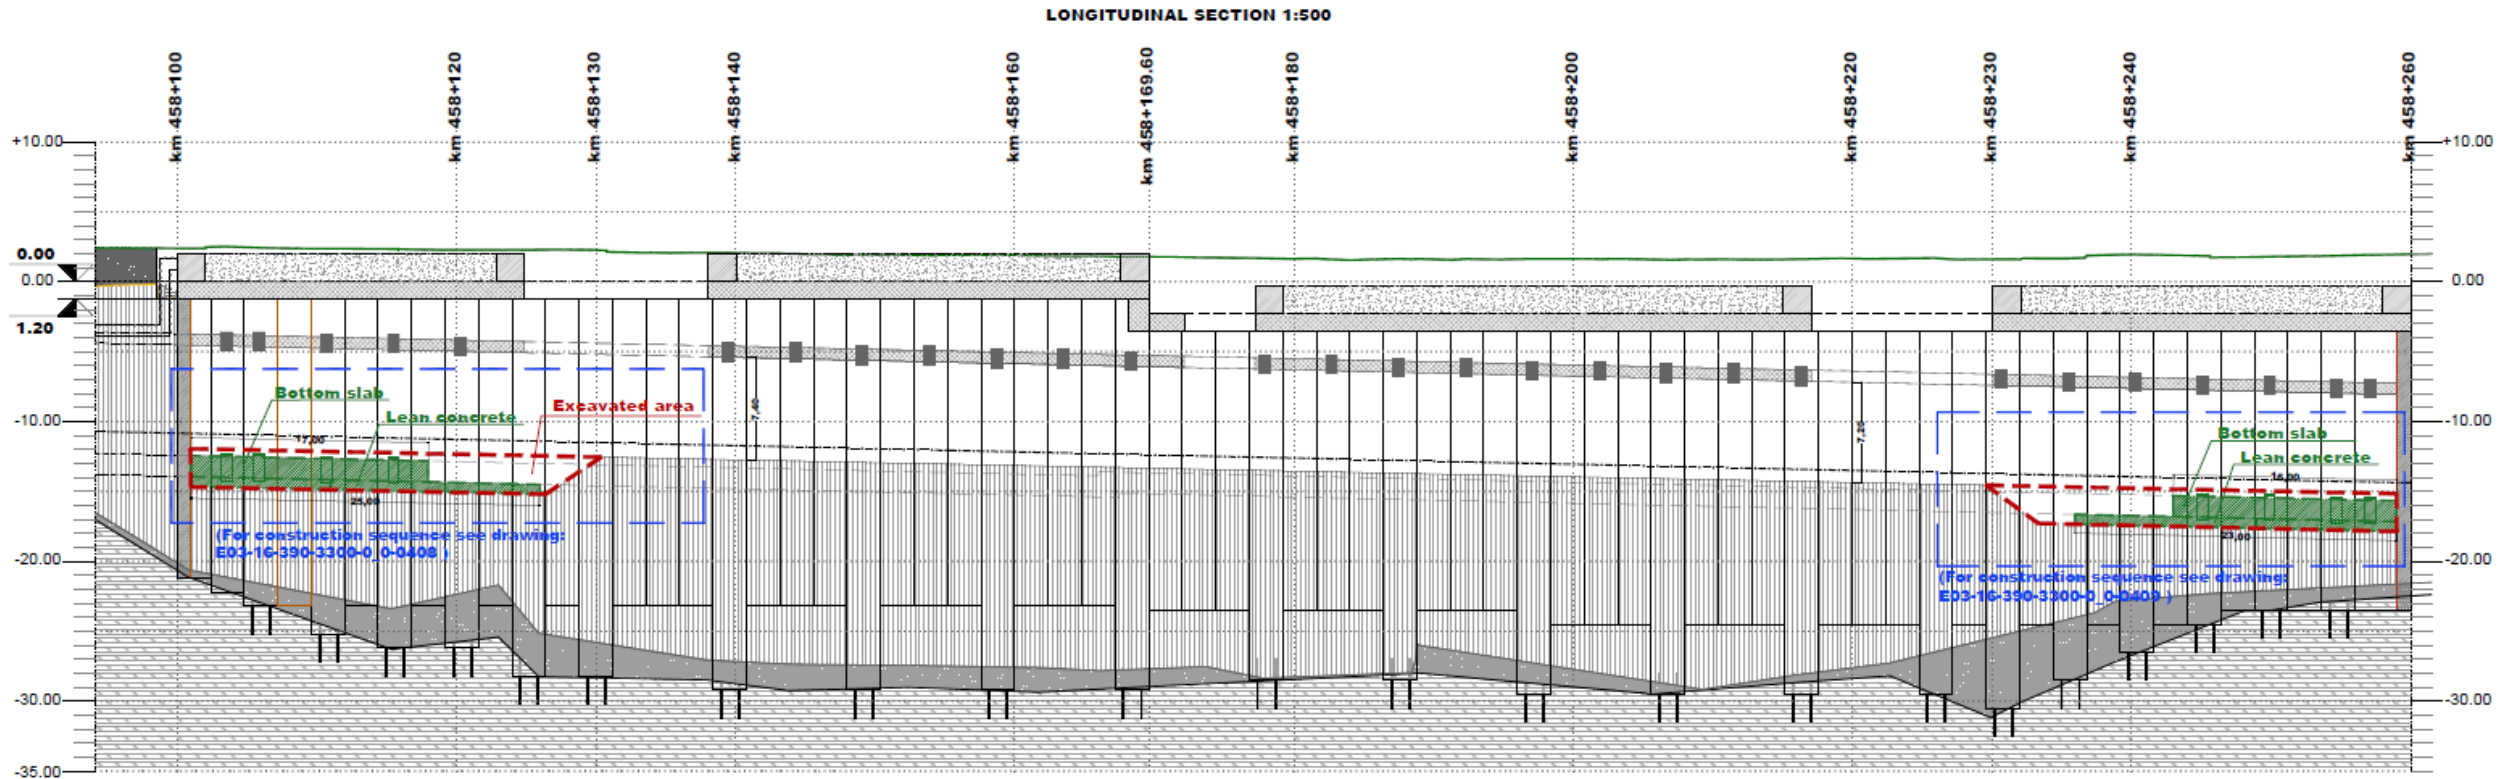 LONGITUDINAL SECTION 1:500
km 458+100
km 458+120
km 458+130
km 458+140
km 458+160
km 458+169.60
km 458+180
km 458+200
km 458+220
km 458+230
km 458+240
km 458+260
+10.00
+10.00
0.00
0.00
0.00
1.20
-10.00
-10.00
Bottom slab
Lean concrete
Excavated area
17,00
25,00
7,40
7,20
Bottom slab
Lean concrete
16,00
23,00
(For construction sequence see drawing:
E03-16-390-3300-0_0-0408 )
(For construction sequence see drawing:
E03-16-390-3300-0_0-0409 )
-20.00
-20.00
-30.00
-30.00
-35.00